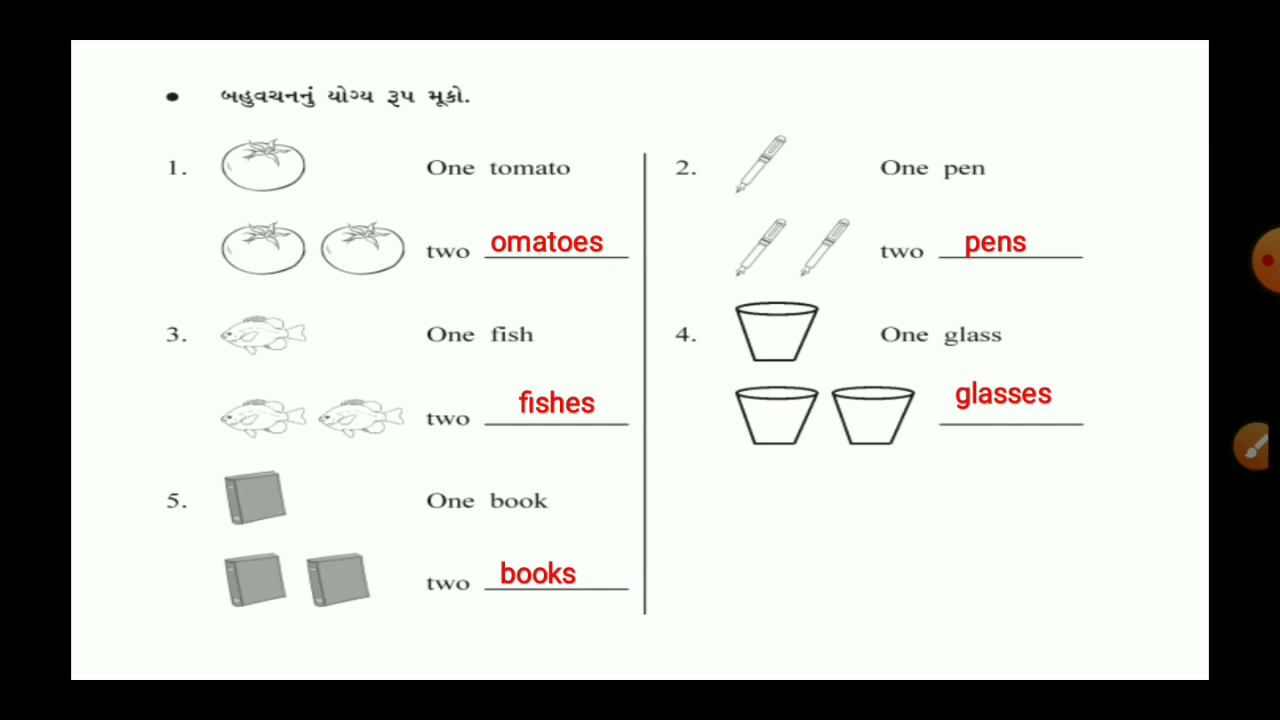 • બહુવચનનું યોગ્ય રૂપ મૂકો.
1. One tomato
two omatoes
2. One pen
two pens
3. One fish
two fishes
4. One glass
glasses
5. One book
two books